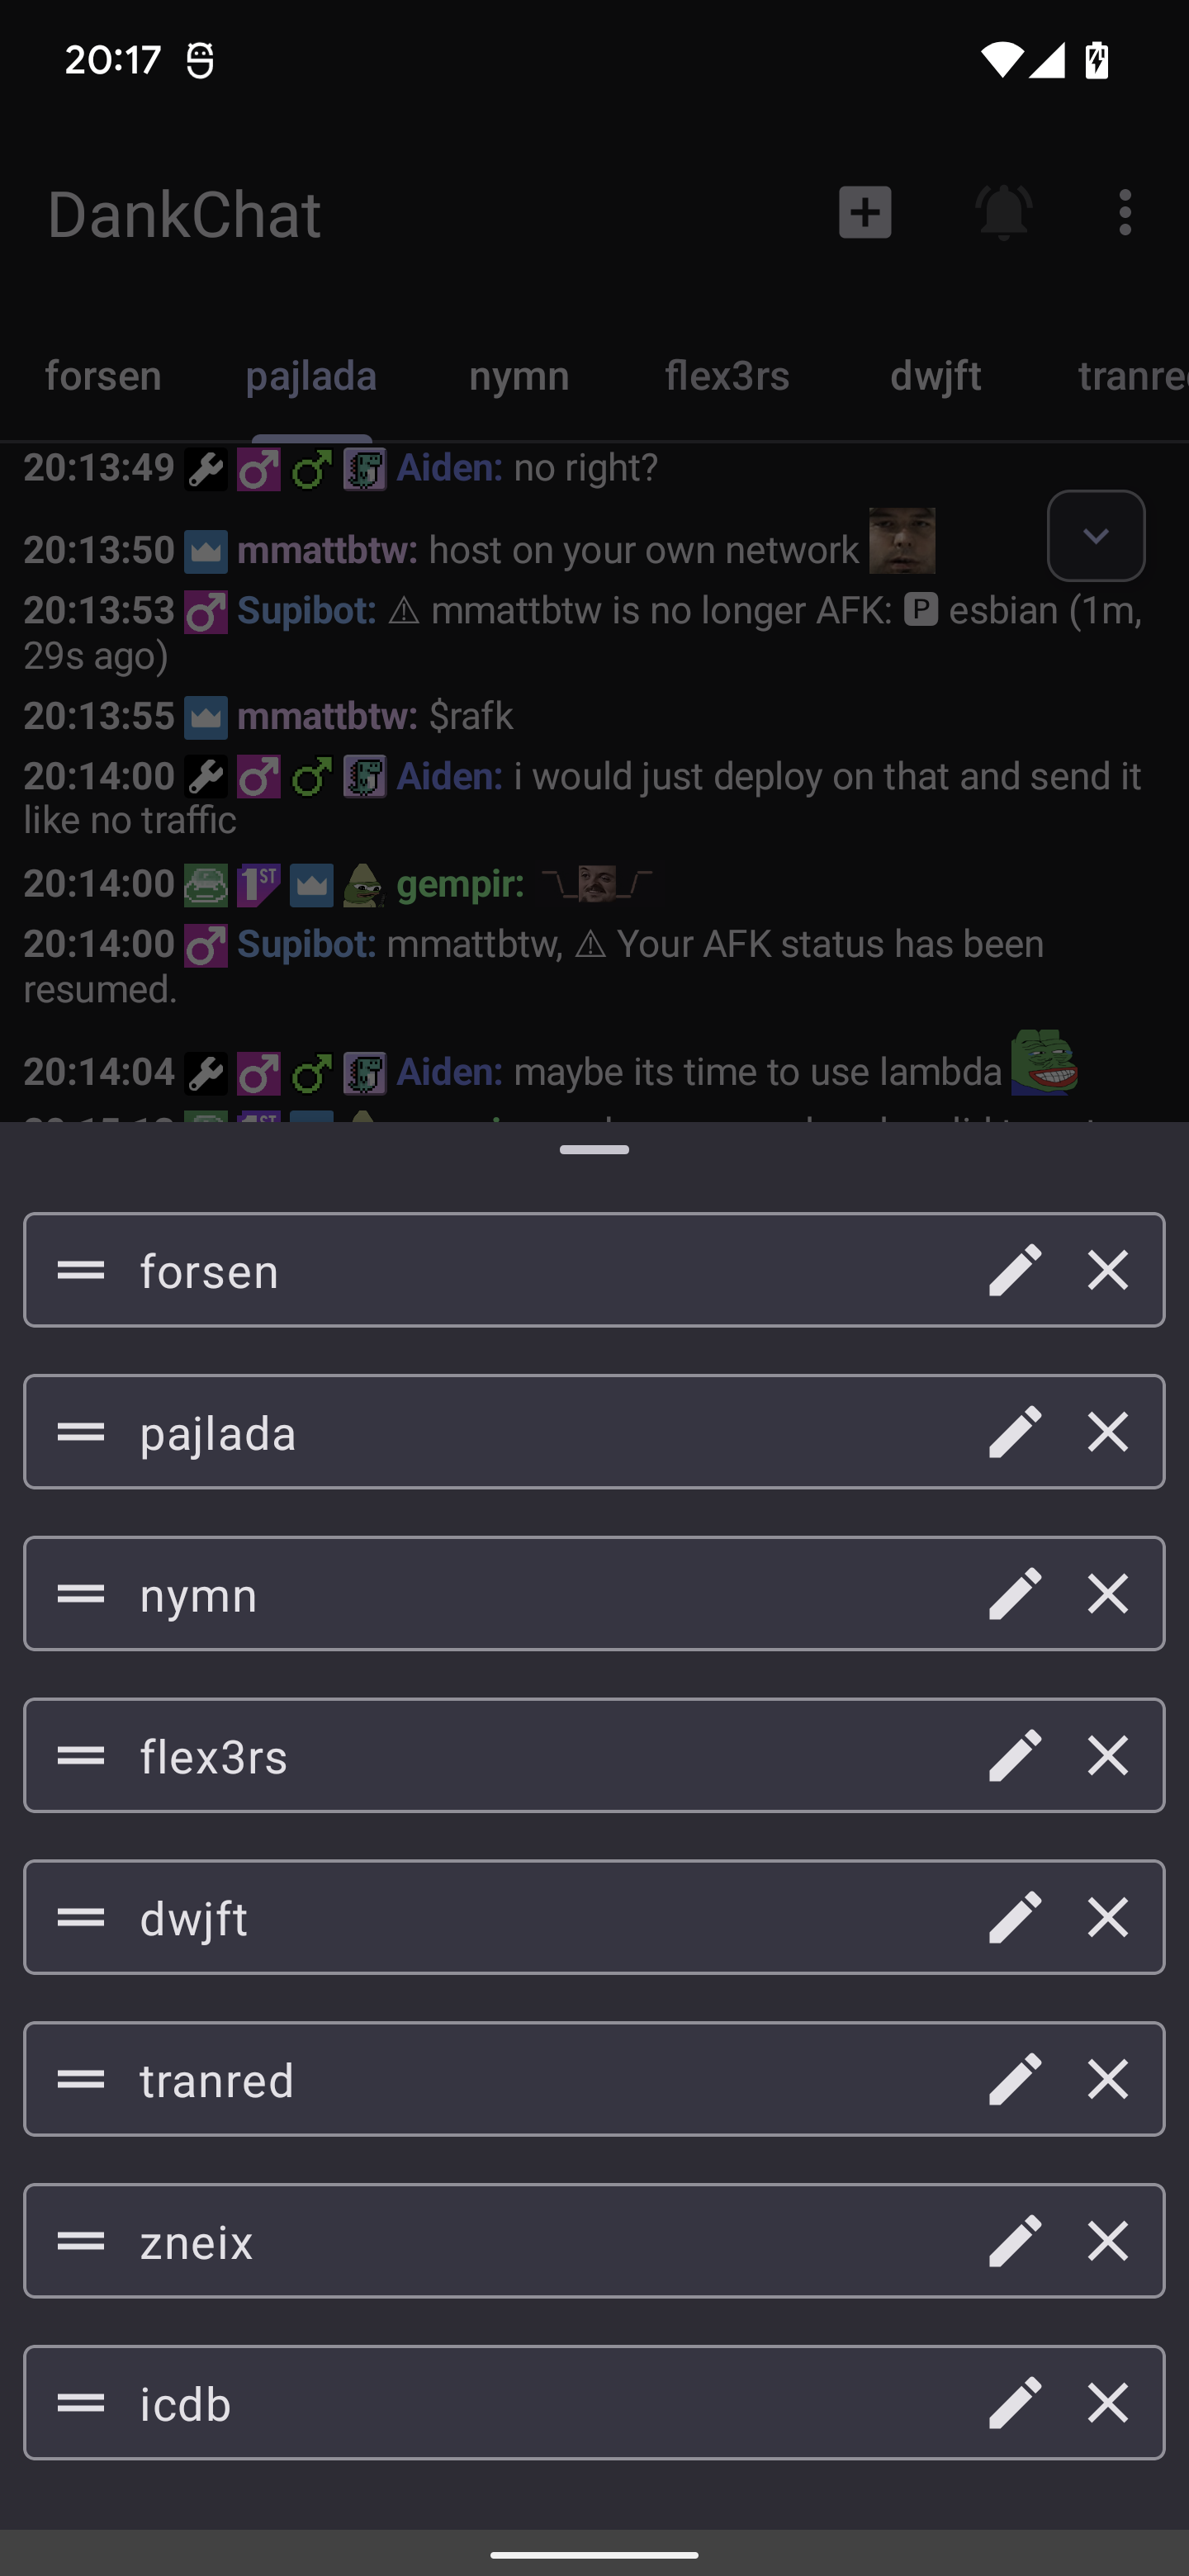 20:17
DankChat
forsen pajlada nymn flex3rs dwjft tranre
20:13:49 Aiden: no right?
20:13:50 mmattbtw: host on your own network
20:13:53 Supibot: ⚠ mmattbtw is no longer AFK: 🅿 esbian (1m,
29s ago)
20:13:55 mmattbtw: $rafk
20:14:00 Aiden: i would just deploy on that and send it
like no traffic
20:14:00 1ST gempir:
20:14:00 Supibot: mmattbtw, ⚠ Your AFK status has been
resumed.
20:14:04 Aiden: maybe its time to use lambda
forsen
pajlada
nymn
flex3rs
dwjft
tranred
zneix
icdb